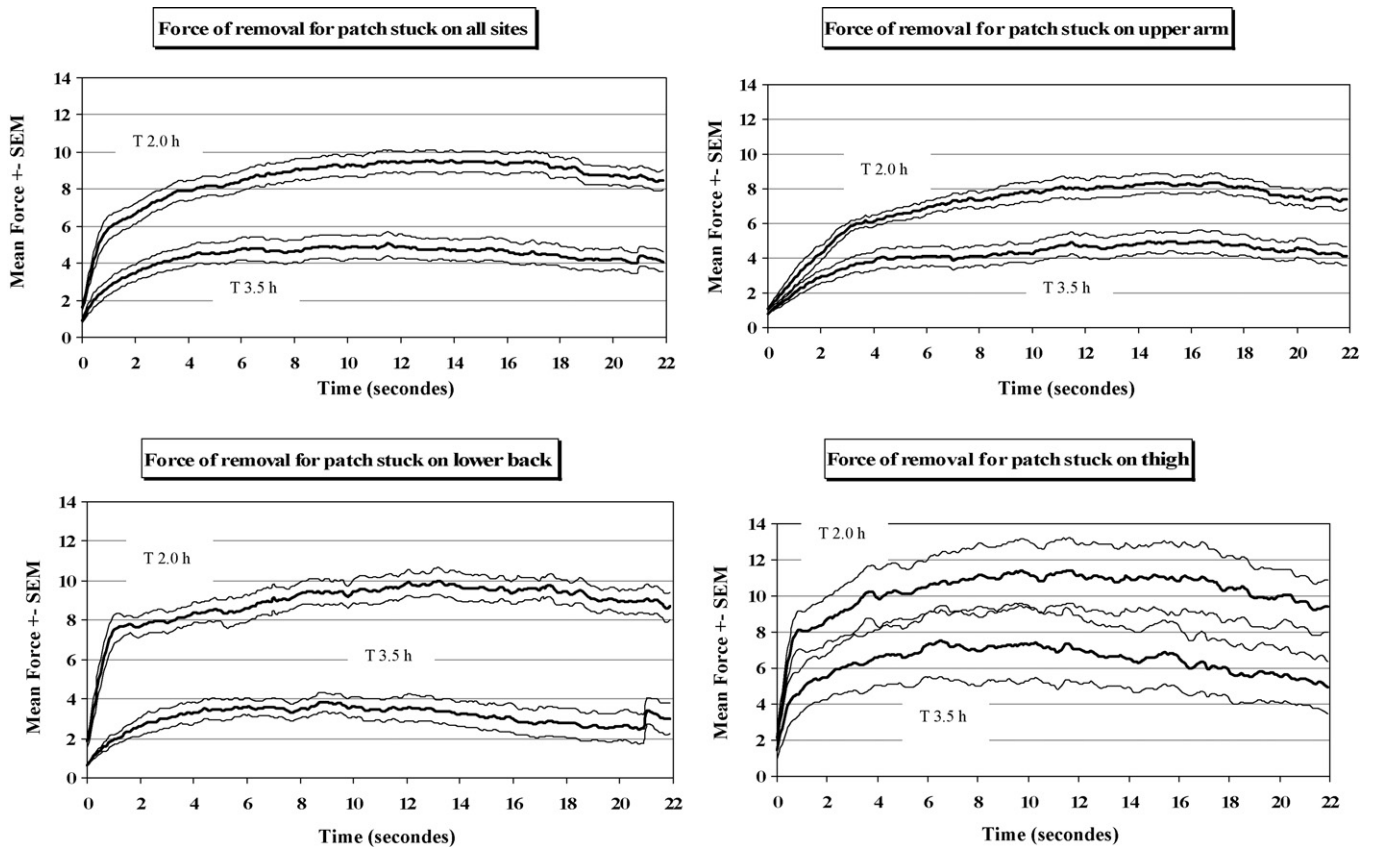 Force of removal for patch stuck on all sites
Mean Force +- SEM
14
12
10
8
6
4
2
0
T 2.0 h
T 3.5 h
0 2 4 6 8 10 12 14 16 18 20 22
Time (secondes)
Force of removal for patch stuck on upper arm
Mean Force +- SEM
14
12
10
8
6
4
2
0
T 2.0 h
T 3.5 h
0 2 4 6 8 10 12 14 16 18 20 22
Time (secondes)
Force of removal for patch stuck on lower back
Mean Force +- SEM
14
12
10
8
6
4
2
0
T 2.0 h
T 3.5 h
0 2 4 6 8 10 12 14 16 18 20 22
Time (secondes)
Force of removal for patch stuck on thigh
Mean Force +- SEM
14
12
10
8
6
4
2
0
T 2.0 h
T 3.5 h
0 2 4 6 8 10 12 14 16 18 20 22
Time (secondes)